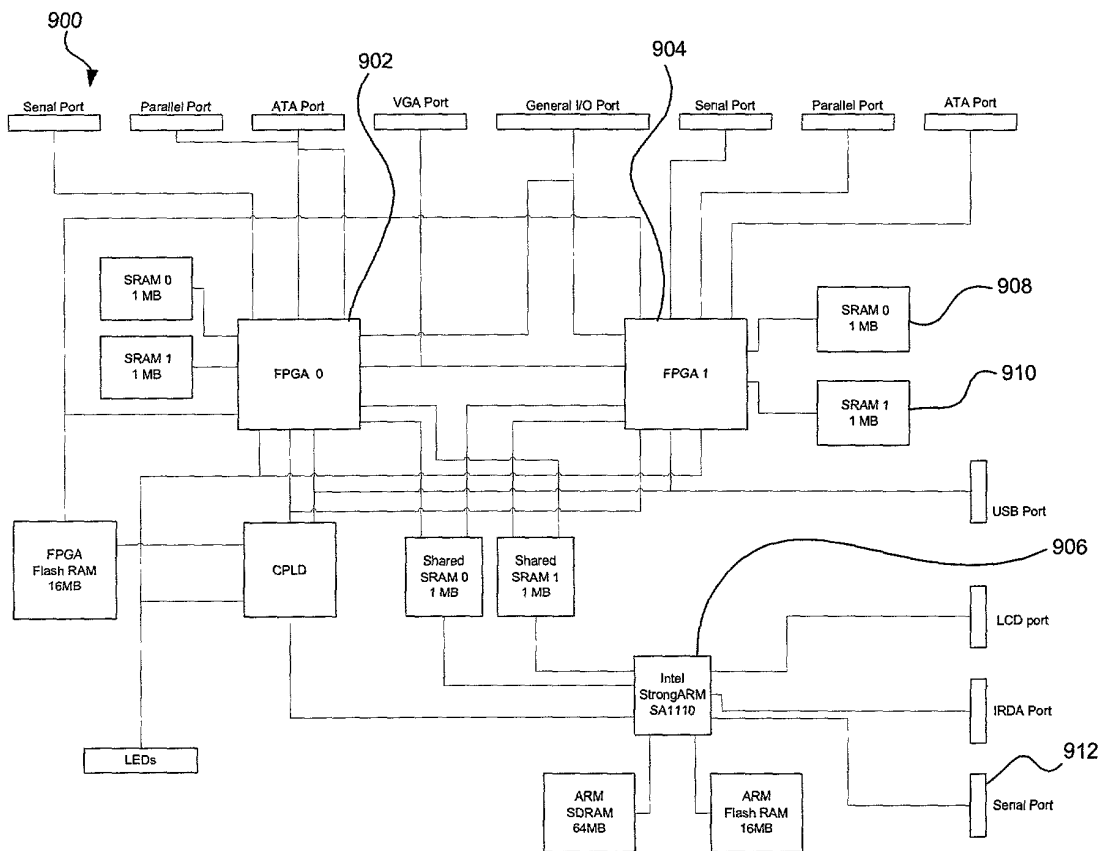 900
902
904
Serial Port
Parallel Port
ATA Port
VGA Port
General I/O Port
Serial Port
Parallel Port
ATA Port
SRAM 0
1 MB
SRAM 1
1 MB
FPGA 0
FPGA 1
SRAM 0
1 MB
908
SRAM 1
1 MB
910
USB Port
FPGA
Flash RAM
16MB
CPLD
Shared
SRAM 0
1 MB
Shared
SRAM 1
1 MB
906
LCD port
Intel
StrongARM
SA1110
IRDA Port
LEDs
912
Serial Port
ARM
SDRAM
64MB
ARM
Flash RAM
16MB